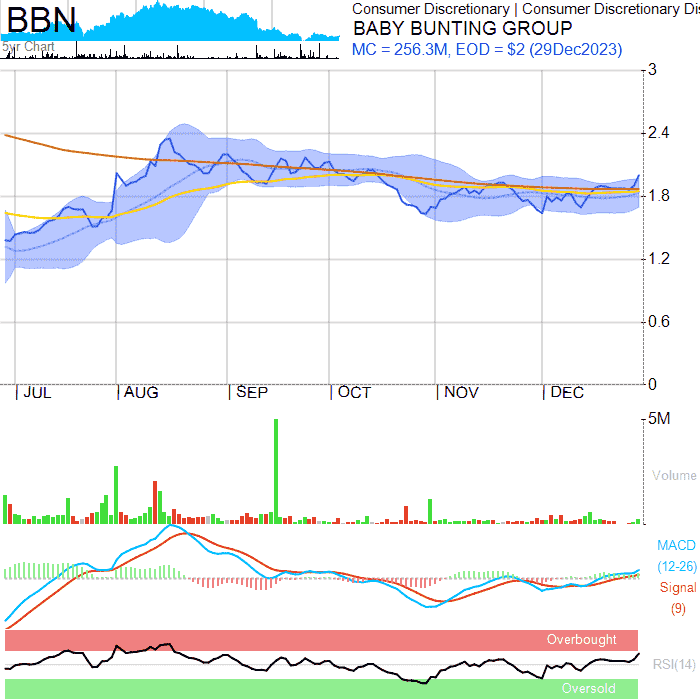 BBN
5yr Chart
Consumer Discretionary | Consumer Discretionary Dis
BABY BUNTING GROUP
MC = 256.3M, EOD = $2 (29Dec2023)
3
2.4
1.8
1.2
0.6
0
JUL AUG SEP OCT NOV DEC
5M
Volume
MACD
(12-26)
Signal
(9)
Overbought
RSI(14)
Oversold